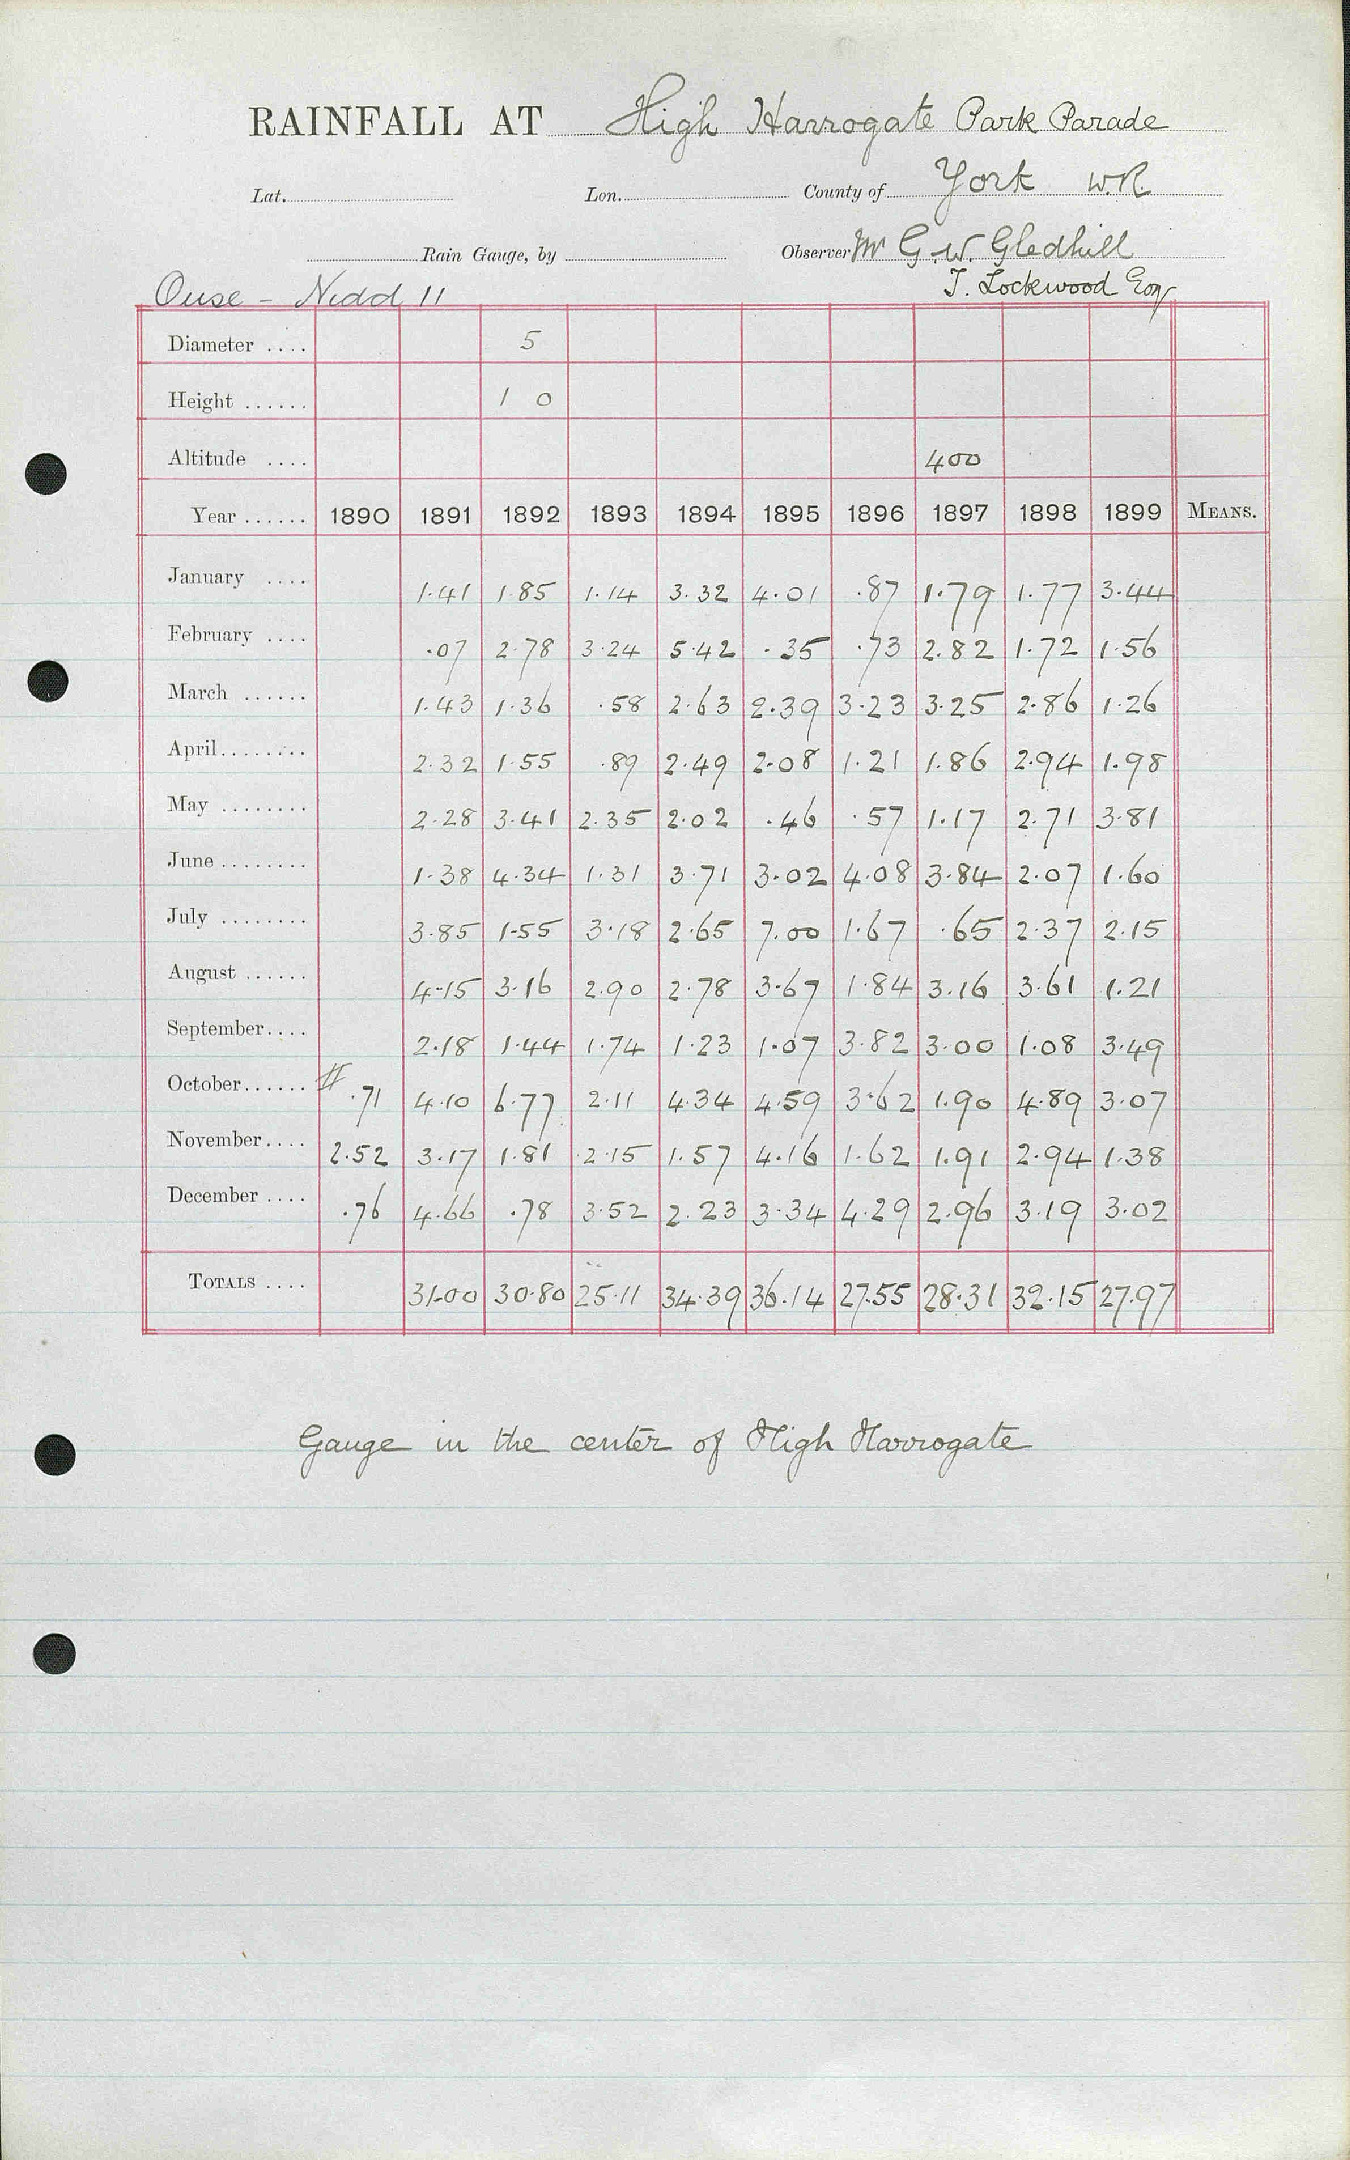 RAINFALL AT High Harrogate Park Parade
Lat. Lon. County of York W.R.
Rain Gauge, by Observer Mr G.W. Gledhill
Ouse - Nidd 11 T. Lockwood Esq
Diameter .... 5
Height ...... 1 0
Altitude .... 400
Year ...... 1890 1891 1892 1893 1894 1895 1896 1897 1898 1899 MEANS.
January .... 1.41 1.85 1.14 3.32 4.01 .87 1.79 1.77 3.44
February .... .07 2.78 3.24 5.42 .35 .73 2.82 1.72 1.56
March ...... 1.43 1.36 .58 2.63 2.39 3.23 3.25 2.86 1.26
April........ 2.32 1.55 .89 2.49 2.08 1.21 1.86 2.94 1.98
May ........ 2.28 3.41 2.35 2.02 .46 .57 1.17 2.71 3.81
June ........ 1.38 4.34 1.31 3.71 3.02 4.08 3.84 2.07 1.60
July ........ 3.85 1.55 3.18 2.65 7.00 1.67 .65 2.37 2.15
August ...... 4.15 3.16 2.90 2.78 3.67 1.84 3.16 3.61 1.21
September.... 2.18 1.44 1.74 1.23 1.07 3.82 3.00 1.08 3.49
October...... # .71 4.10 6.77 2.11 4.34 4.59 3.62 1.90 4.89 3.07
November.... 2.52 3.17 1.81 2.15 1.57 4.16 1.62 1.91 2.94 1.38
December .... .76 4.66 .78 3.52 2.23 3.34 4.29 2.96 3.19 3.02
TOTALS .... 31.00 30.80 25.11 34.39 36.14 27.55 28.31 32.15 27.97
Gauge in the center of High Harrogate